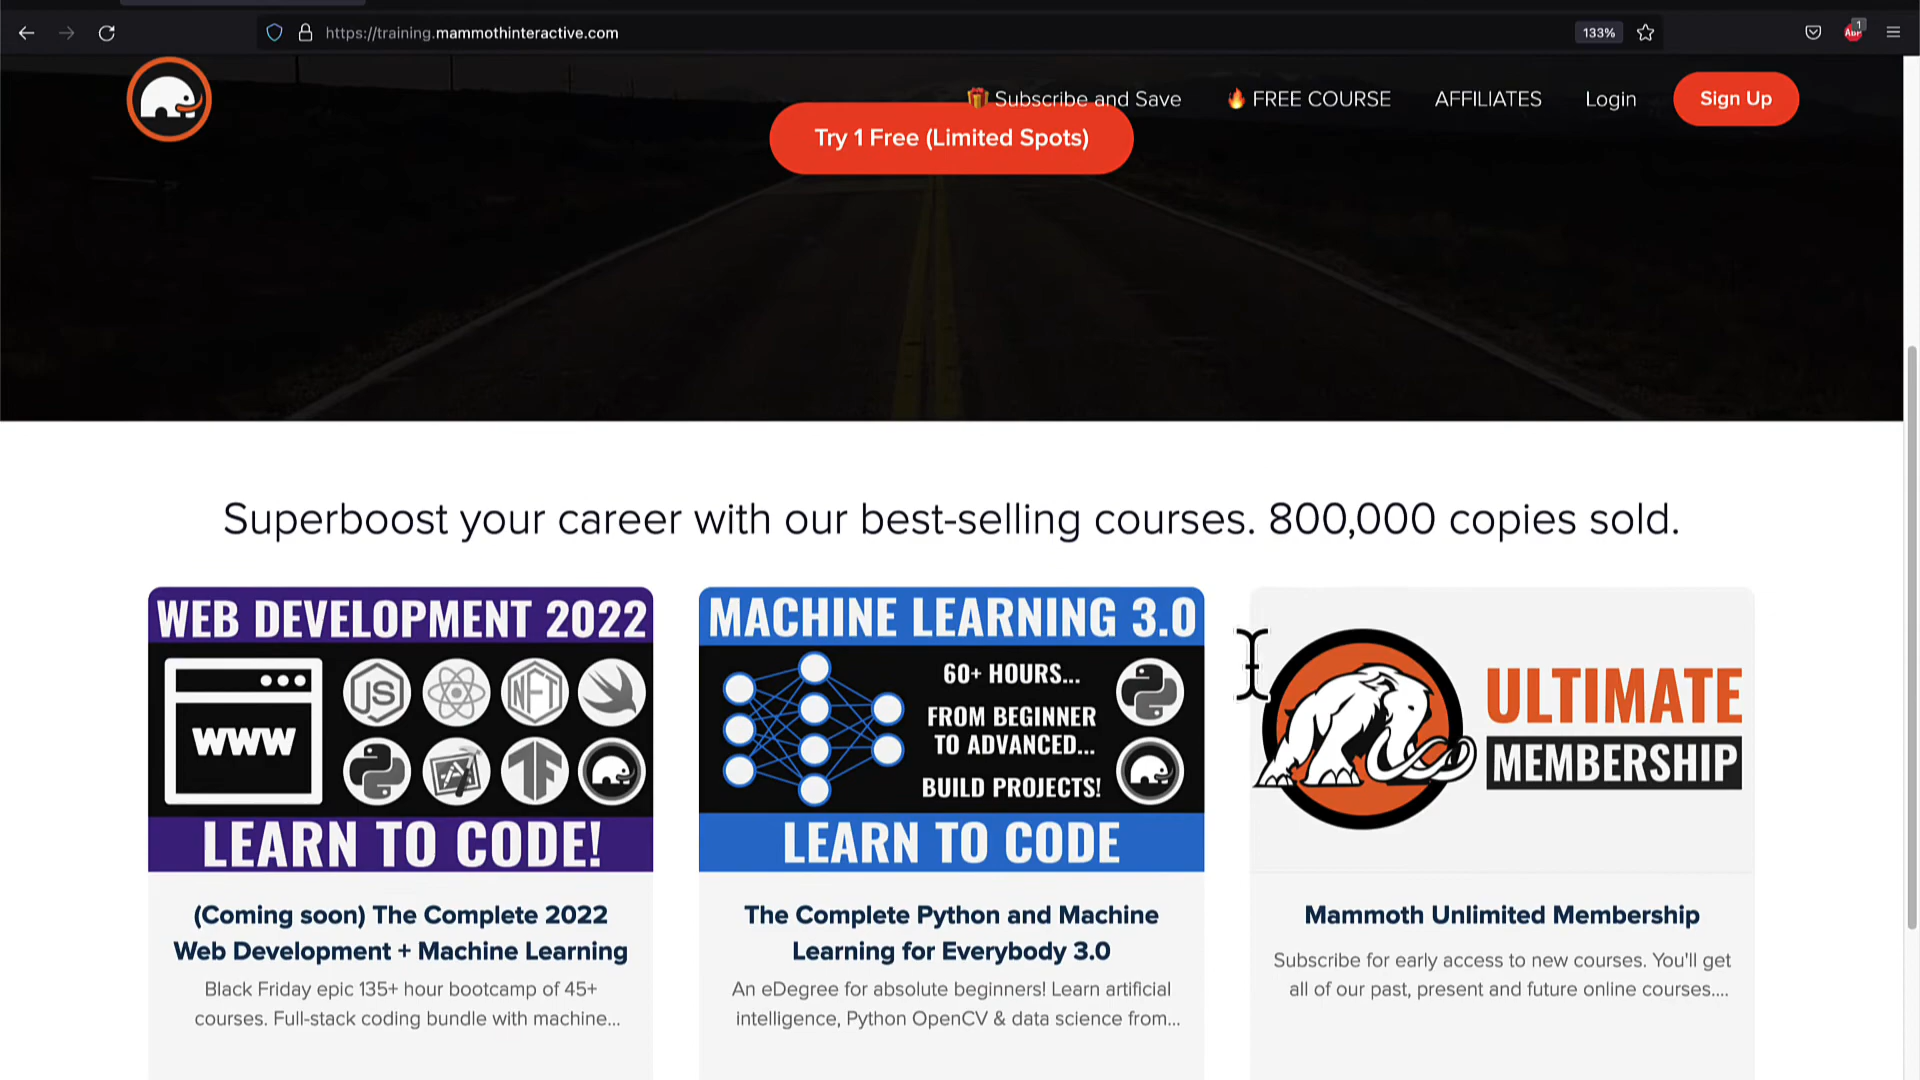 https://training.mammothinteractive.com
133%
1
ABP
Subscribe and Save
FREE COURSE
AFFILIATES
Login
Sign Up
Try 1 Free (Limited Spots)
Superboost your career with our best-selling courses. 800,000 copies sold.
WEB DEVELOPMENT 2022
WWW
JS
NFT
TF
LEARN TO CODE!
(Coming soon) The Complete 2022
Web Development + Machine Learning
Black Friday epic 135+ hour bootcamp of 45+
courses. Full-stack coding bundle with machine...
MACHINE LEARNING 3.0
60+ HOURS...
FROM BEGINNER
TO ADVANCED...
BUILD PROJECTS!
LEARN TO CODE
The Complete Python and Machine
Learning for Everybody 3.0
An eDegree for absolute beginners! Learn artificial
intelligence, Python OpenCV & data science from...
ULTIMATE
MEMBERSHIP
Mammoth Unlimited Membership
Subscribe for early access to new courses. You'll get
all of our past, present and future online courses....